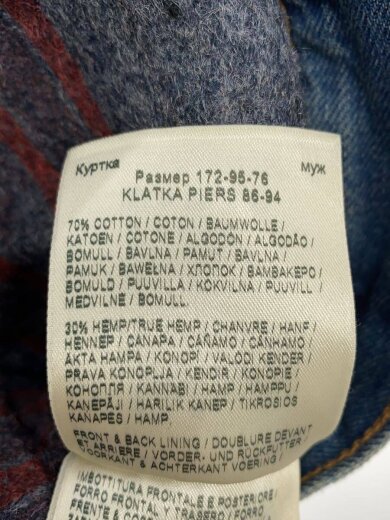 Куртка муж
Размер 172-95-76
KLATKA PIERS 86-94
70% COTTON / COTON / BAUMWOLLE /
KATOEN / COTONE / ALGODÓN / ALGODÃO /
BOMULL / BAVLNA / PAMUT / BAVLNA /
PAMUK / BAWEŁNA / ХЛОПОК / ΒΑΜΒΑΚΕΡΟ /
BOMULD / PUUVILLA / KOKVILNA / PUUVILL /
MEDVILNĖ / BOMULL.
30% HEMP/TRUE HEMP / CHANVRE / HANF /
HENNEP / CANAPA / CÁÑAMO / CÂNHAMO /
ÄKTA HAMPA / KONOPÍ / VALÓDI KENDER /
PRAVÁ KONOPLJA / KENDİR / KONOPIE /
КОНОПЛЯ / ΚΑΝΝΑΒΙ / HAMP / HAMPPU /
KAŅEPĀJI / HARILIK KANEP / TIKROSIOS
KANAPĖS / HAMP.
FRONT & BACK LINING / DOUBLURE DEVANT
ET ARRIÈRE / VORDER- UND RÜCKFUTTER /
VOORKANT & ACHTERKANT VOERING /
IMBOTTITURA FRONTALE E POSTERIORE /
FORRO FRONTAL Y TRASERO / FORRO